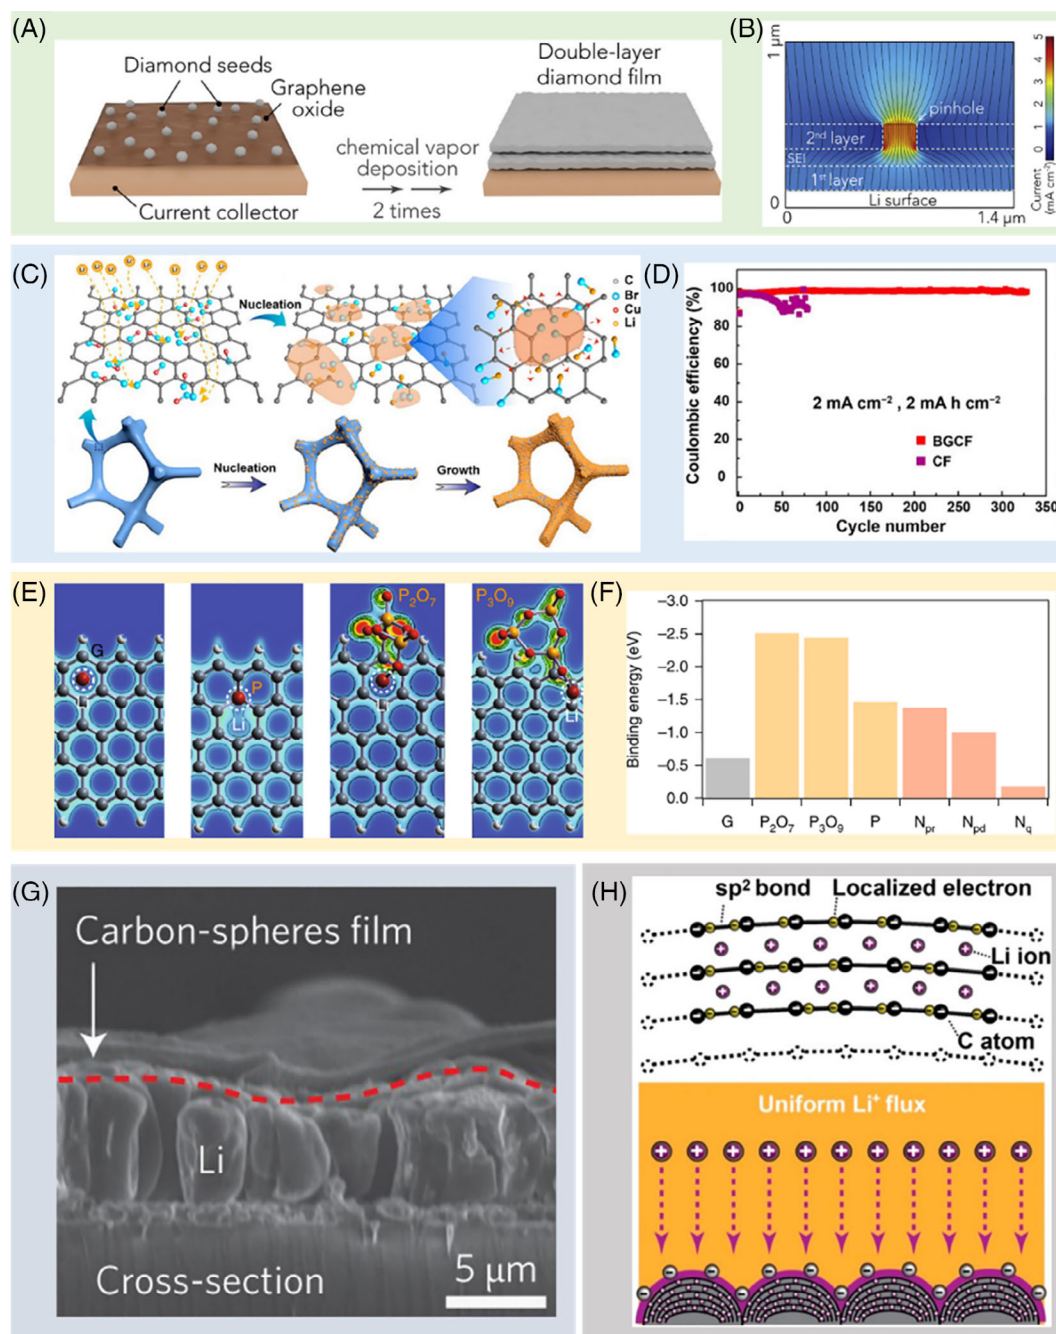 (A)
Diamond seeds
Graphene
oxide
Current collector
chemical vapor
deposition
2 times
Double-layer
diamond film
(B)
1 μm
0
pinhole
2nd layer
SEI
1st layer
Li surface
0
1.4 μm
5
4
3
2
1
0
Current
(mA cm⁻²)
(C)
Nucleation
C
Br
Cu
Li
Nucleation
Growth
(D)
Coulombic efficiency (%)
100
80
60
40
20
0
2 mA cm⁻² , 2 mA h cm⁻²
BGCF
CF
0
50
100
150
200
250
300
350
Cycle number
(E)
G
P
Li
P₂O₇
P₃O₉
Li
(F)
Binding energy (eV)
−3.0
−2.5
−2.0
−1.5
−1.0
−0.5
0.0
G
P₂O₇
P₃O₉
P
Npr
Npd
Nq
(G)
Carbon-spheres film
Li
Cross-section
5 μm
(H)
sp² bond
Localized electron
Li ion
C atom
Uniform Li⁺ flux